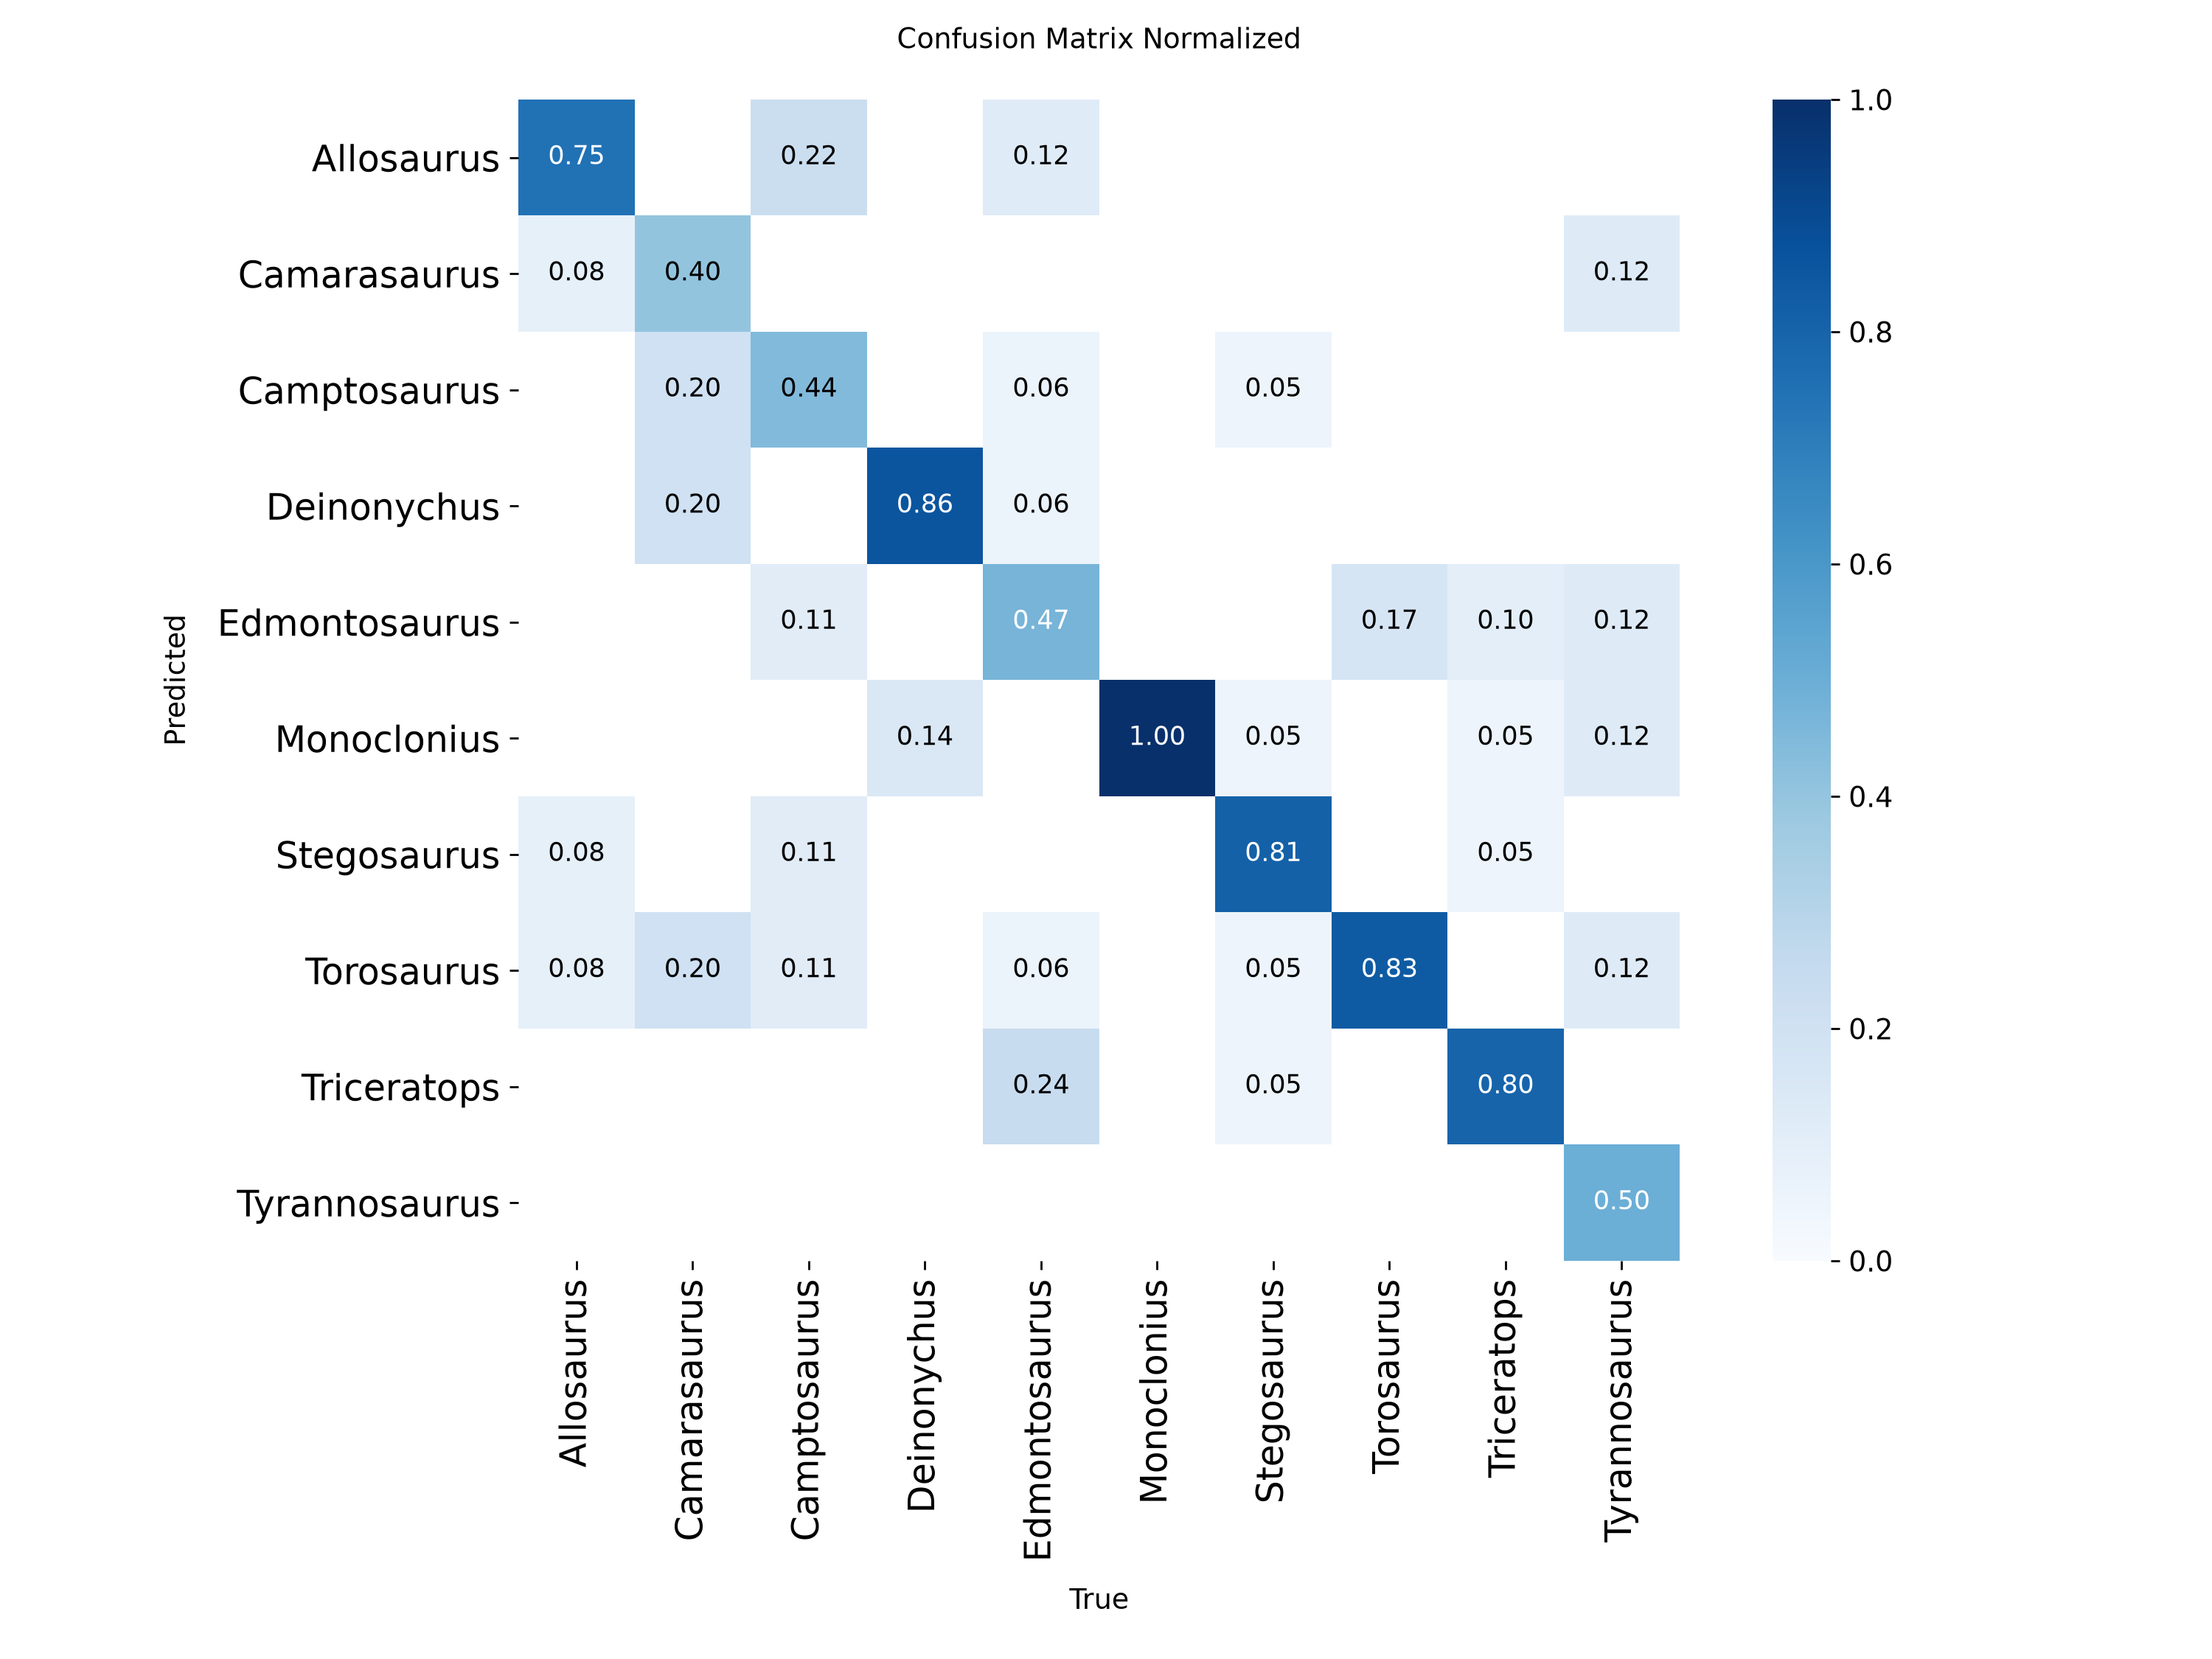 Confusion Matrix Normalized
Allosaurus
0.75
0.22
0.12
Camarasaurus
0.08
0.40
0.12
Camptosaurus
0.20
0.44
0.06
0.05
Deinonychus
0.20
0.86
0.06
Edmontosaurus
0.11
0.47
0.17
0.10
0.12
Monoclonius
0.14
1.00
0.05
0.05
0.12
Stegosaurus
0.08
0.11
0.81
0.05
Torosaurus
0.08
0.20
0.11
0.06
0.05
0.83
0.12
Triceratops
0.24
0.05
0.80
Tyrannosaurus
0.50
Predicted
Allosaurus
Camarasaurus
Camptosaurus
Deinonychus
Edmontosaurus
Monoclonius
Stegosaurus
Torosaurus
Triceratops
Tyrannosaurus
True
1.0
0.8
0.6
0.4
0.2
0.0